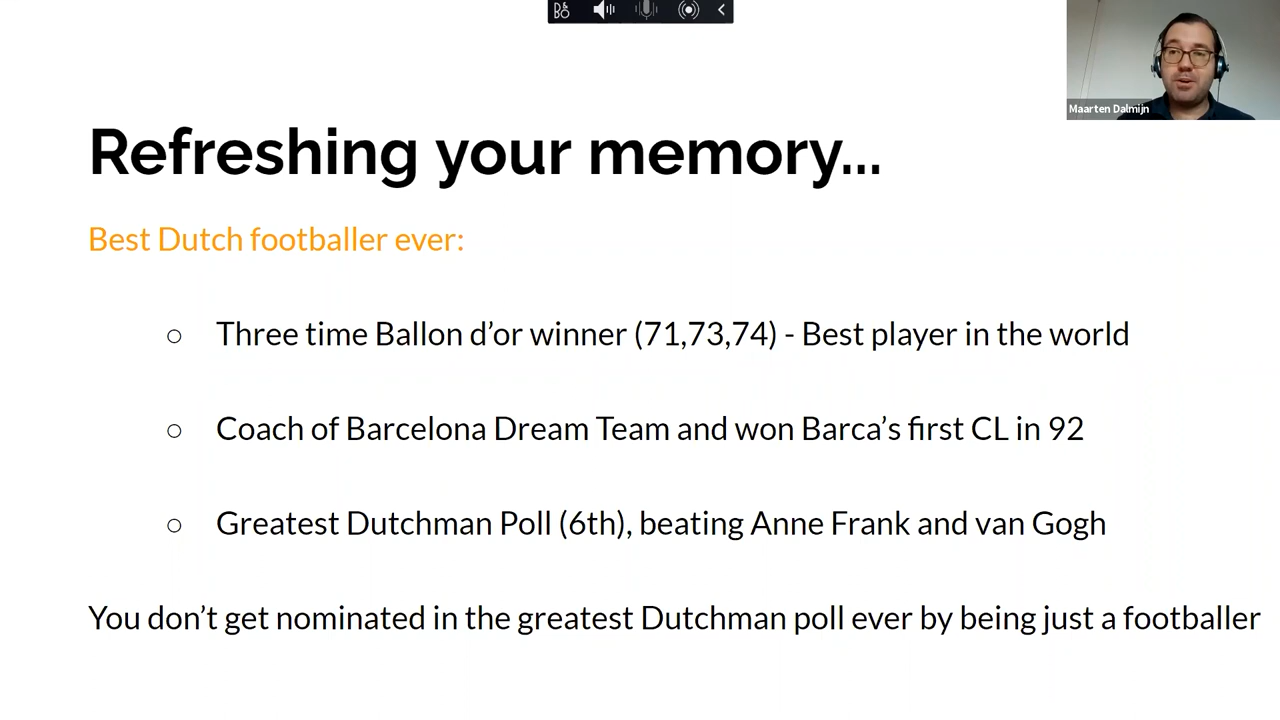 Maarten Dalmijn
Refreshing your memory...
Best Dutch footballer ever:
○ Three time Ballon d’or winner (71,73,74) - Best player in the world
○ Coach of Barcelona Dream Team and won Barca’s first CL in 92
○ Greatest Dutchman Poll (6th), beating Anne Frank and van Gogh
You don’t get nominated in the greatest Dutchman poll ever by being just a footballer